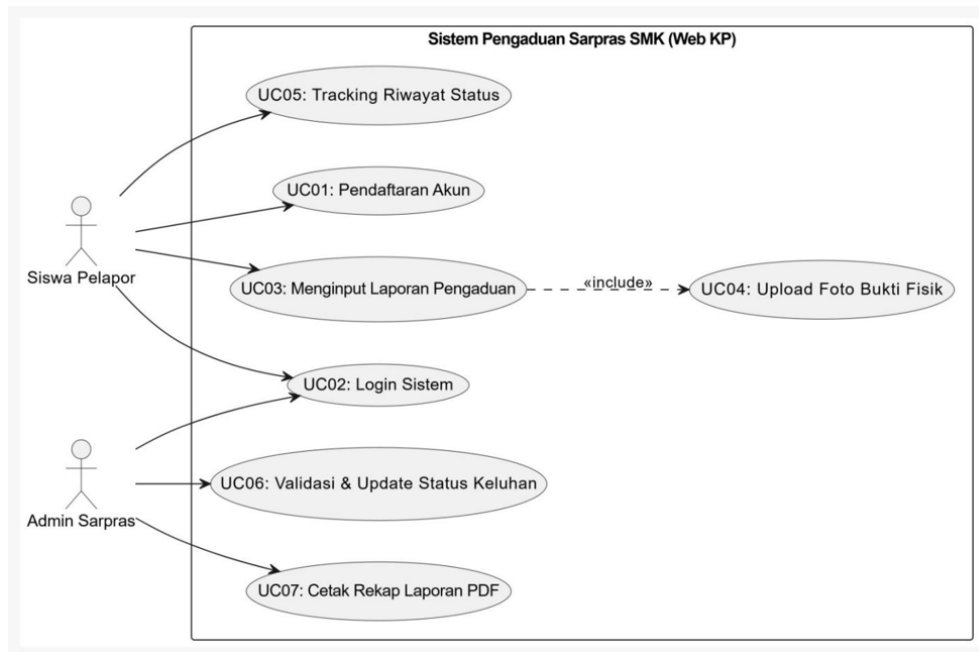 Sistem Pengaduan Sarpras SMK (Web KP)
UC05: Tracking Riwayat Status
UC01: Pendaftaran Akun
Siswa Pelapor
UC03: Menginput Laporan Pengaduan
«include»
UC04: Upload Foto Bukti Fisik
UC02: Login Sistem
UC06: Validasi & Update Status Keluhan
Admin Sarpras
UC07: Cetak Rekap Laporan PDF